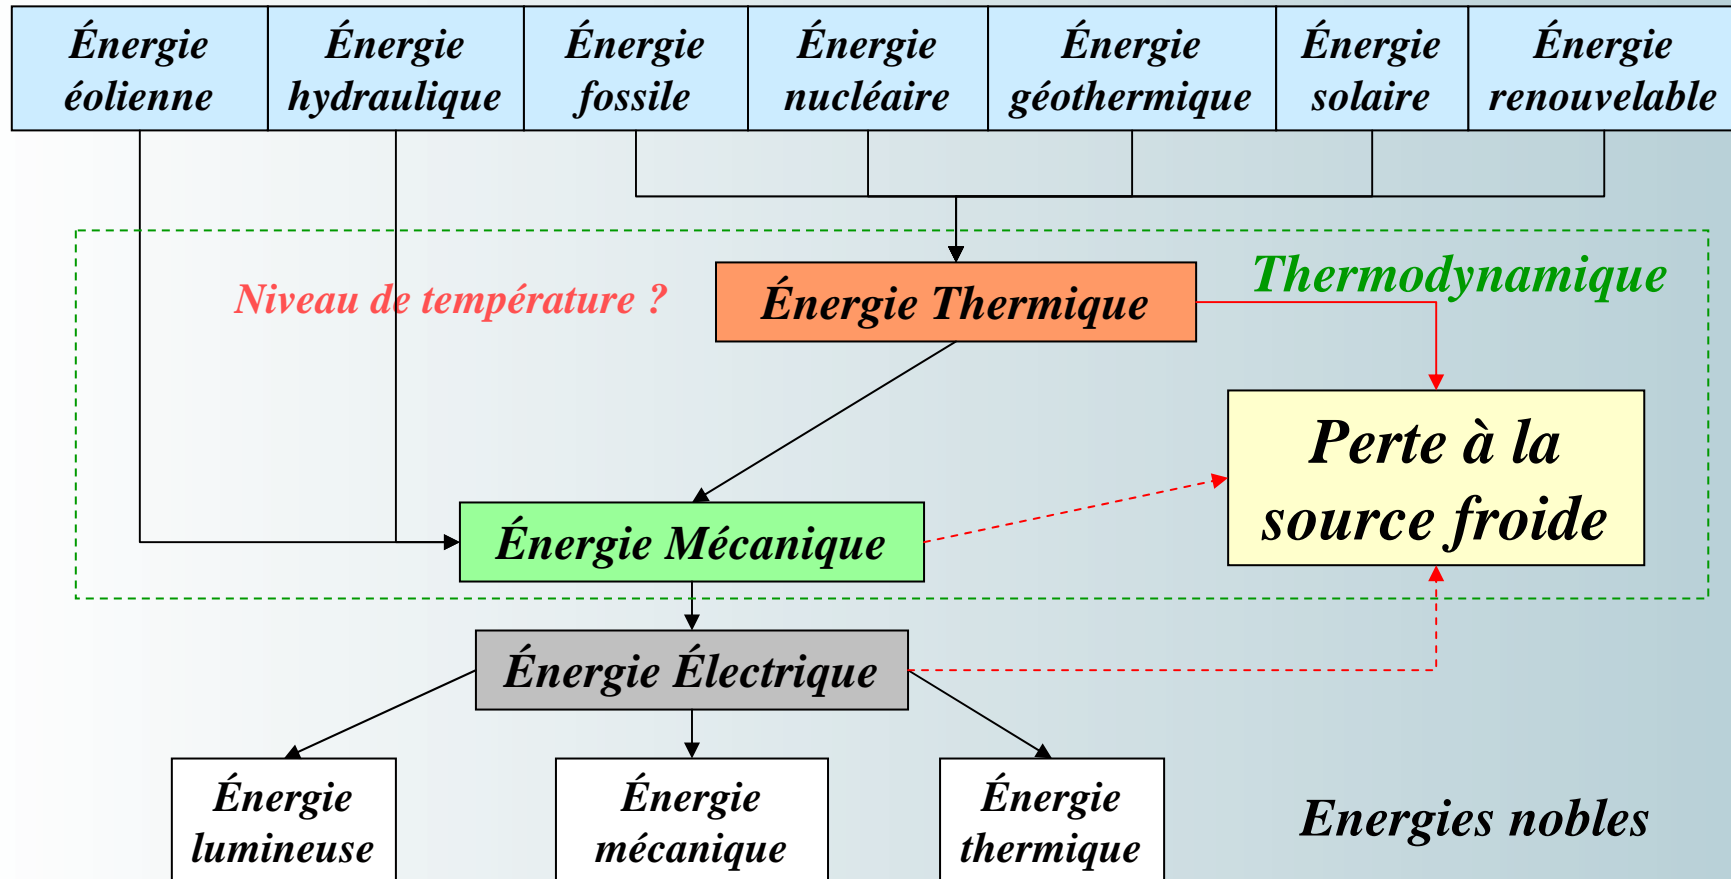 Énergie
éolienne
Énergie
hydraulique
Énergie
fossile
Énergie
nucléaire
Énergie
géothermique
Énergie
solaire
Énergie
renouvelable
Thermodynamique
Niveau de température ?
Énergie Thermique
Perte à la
source froide
Énergie Mécanique
Énergie Électrique
Énergie
lumineuse
Énergie
mécanique
Énergie
thermique
Energies nobles